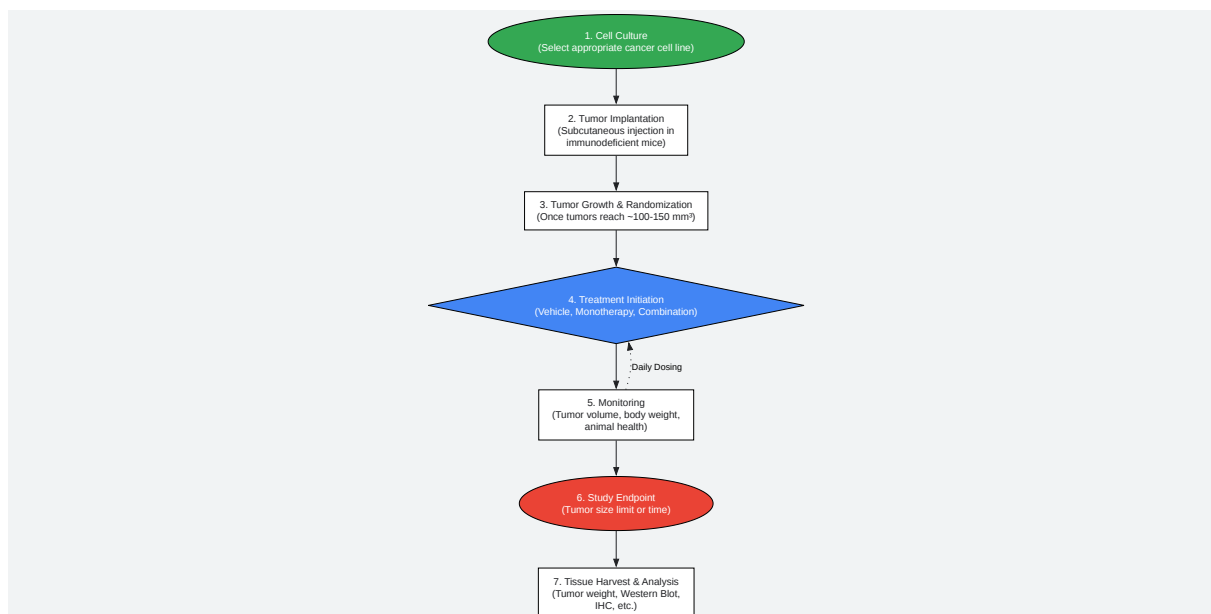 1. Cell Culture
(Select appropriate cancer cell line)
2. Tumor Implantation
(Subcutaneous injection in
immunodeficient mice)
3. Tumor Growth & Randomization
(Once tumors reach ~100-150 mm³)
4. Treatment Initiation
(Vehicle, Monotherapy, Combination)
Daily Dosing
5. Monitoring
(Tumor volume, body weight,
animal health)
6. Study Endpoint
(Tumor size limit or time)
7. Tissue Harvest & Analysis
(Tumor weight, Western Blot,
IHC, etc.)